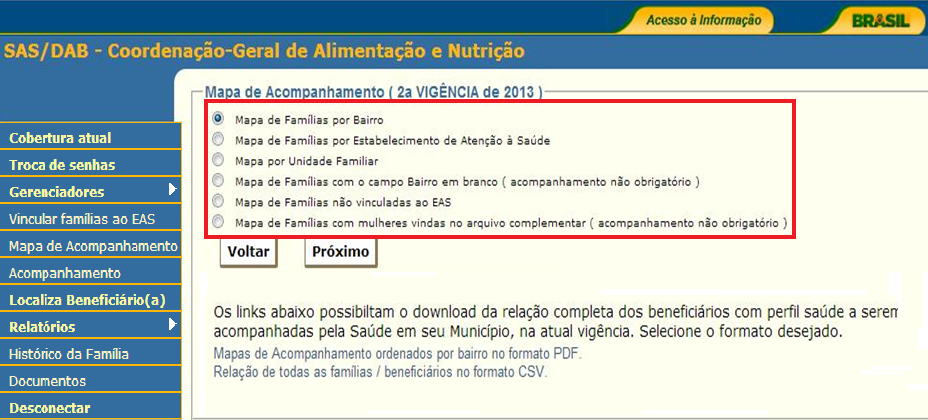 Acesso à Informação
BRASIL
SAS/DAB - Coordenação-Geral de Alimentação e Nutrição
Mapa de Acompanhamento ( 2a VIGÊNCIA de 2013 )
Mapa de Famílias por Bairro
Mapa de Famílias por Estabelecimento de Atenção à Saúde
Mapa por Unidade Familiar
Mapa de Famílias com o campo Bairro em branco ( acompanhamento não obrigatório )
Mapa de Famílias não vinculadas ao EAS
Mapa de Famílias com mulheres vindas no arquivo complementar ( acompanhamento não obrigatório )
Voltar
Próximo
Os links abaixo possibiltam o download da relação completa dos beneficiários com perfil saúde a serem
acompanhadas pela Saúde em seu Município, na atual vigência. Selecione o formato desejado.
Mapas de Acompanhamento ordenados por bairro no formato PDF.
Relação de todas as famílias / beneficiários no formato CSV.
Cobertura atual
Troca de senhas
Gerenciadores
Vincular famílias ao EAS
Mapa de Acompanhamento
Acompanhamento
Localiza Beneficiário(a)
Relatórios
Histórico da Família
Documentos
Desconectar